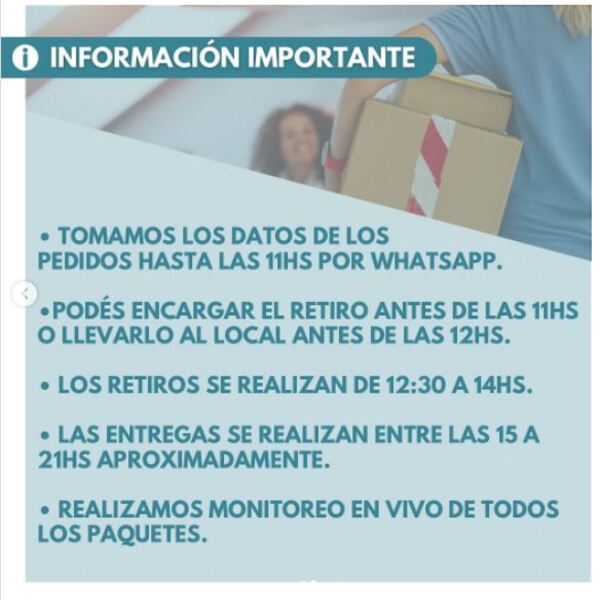 INFORMACIÓN IMPORTANTE
• TOMAMOS LOS DATOS DE LOS
PEDIDOS HASTA LAS 11HS POR WHATSAPP.
•PODÉS ENCARGAR EL RETIRO ANTES DE LAS 11HS
O LLEVARLO AL LOCAL ANTES DE LAS 12HS.
• LOS RETIROS SE REALIZAN DE 12:30 A 14HS.
• LAS ENTREGAS SE REALIZAN ENTRE LAS 15 A
21HS APROXIMADAMENTE.
• REALIZAMOS MONITOREO EN VIVO DE TODOS
LOS PAQUETES.